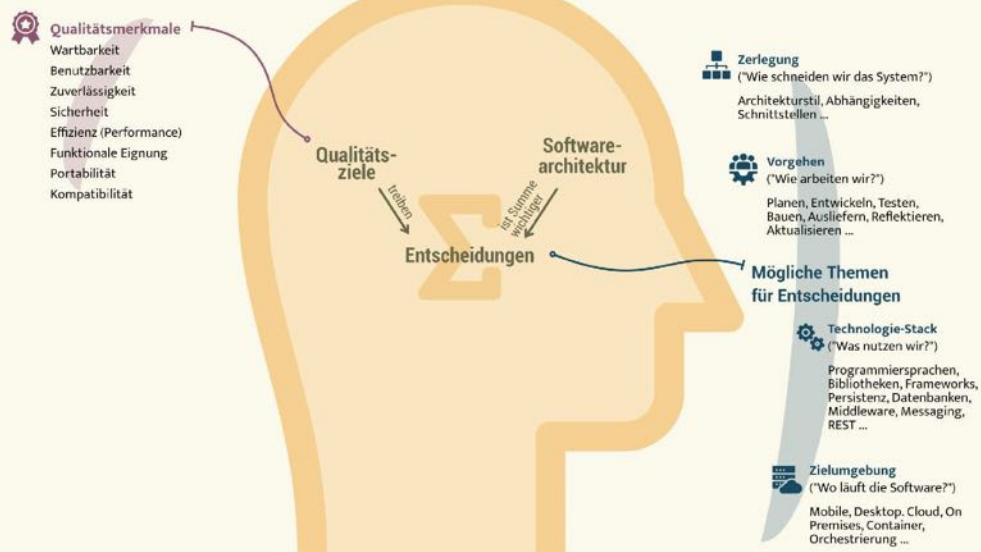 Qualitätsmerkmale
Wartbarkeit
Benutzbarkeit
Zuverlässigkeit
Sicherheit
Effizienz (Performance)
Funktionale Eignung
Portabilität
Kompatibilität
Qualitäts-
ziele
treiben
Software-
architektur
ist Summe
wichtiger
Entscheidungen
Zerlegung
("Wie schneiden wir das System?")
Architekturstil, Abhängigkeiten,
Schnittstellen ...
Vorgehen
("Wie arbeiten wir?")
Planen, Entwickeln, Testen,
Bauen, Ausliefern, Reflektieren,
Aktualisieren ...
Mögliche Themen
für Entscheidungen
Technologie-Stack
("Was nutzen wir?")
Programmiersprachen,
Bibliotheken, Frameworks,
Persistenz, Datenbanken,
Middleware, Messaging,
REST ...
Zielumgebung
("Wo läuft die Software?")
Mobile, Desktop. Cloud, On
Premises, Container,
Orchestrierung ...